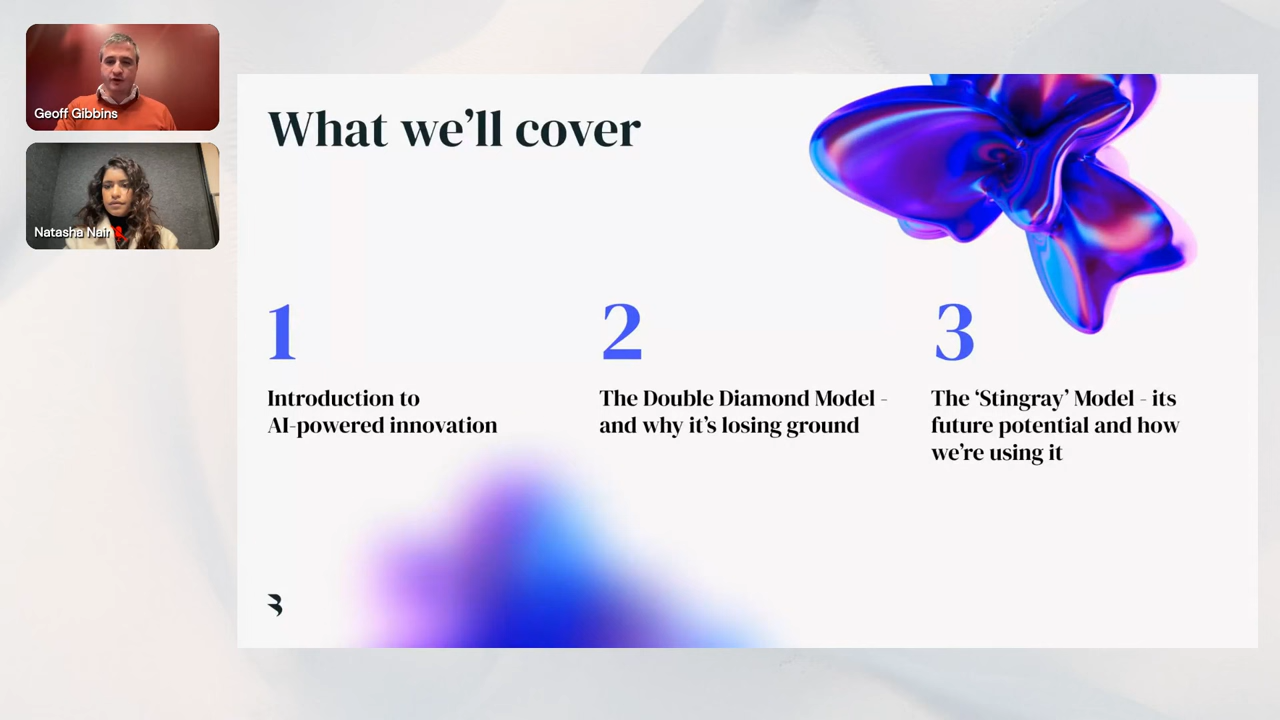 Geoff Gibbins
Natasha Nair
What we’ll cover
1
Introduction to
AI-powered innovation
2
The Double Diamond Model -
and why it’s losing ground
3
The ‘Stingray’ Model - its
future potential and how
we’re using it